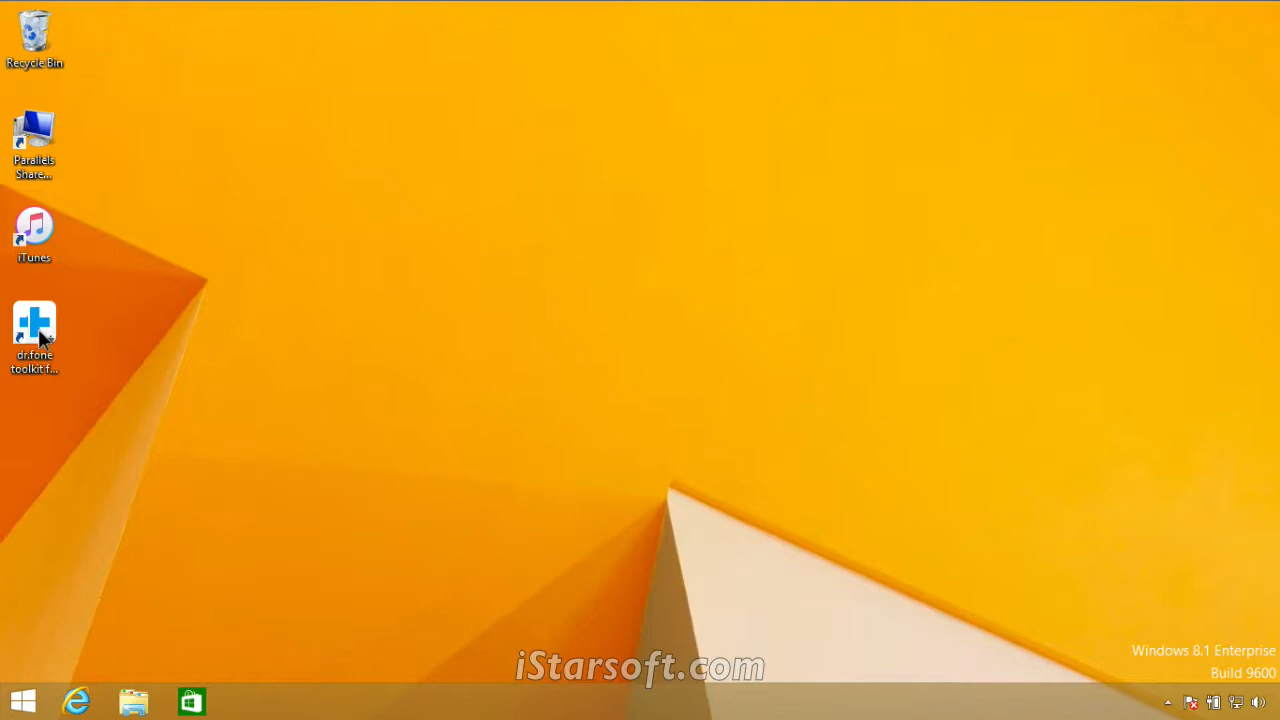 Recycle Bin
Parallels
Share...
iTunes
dr.fone
toolkit f...
iStarsoft.com
Windows 8.1 Enterprise
Build 9600